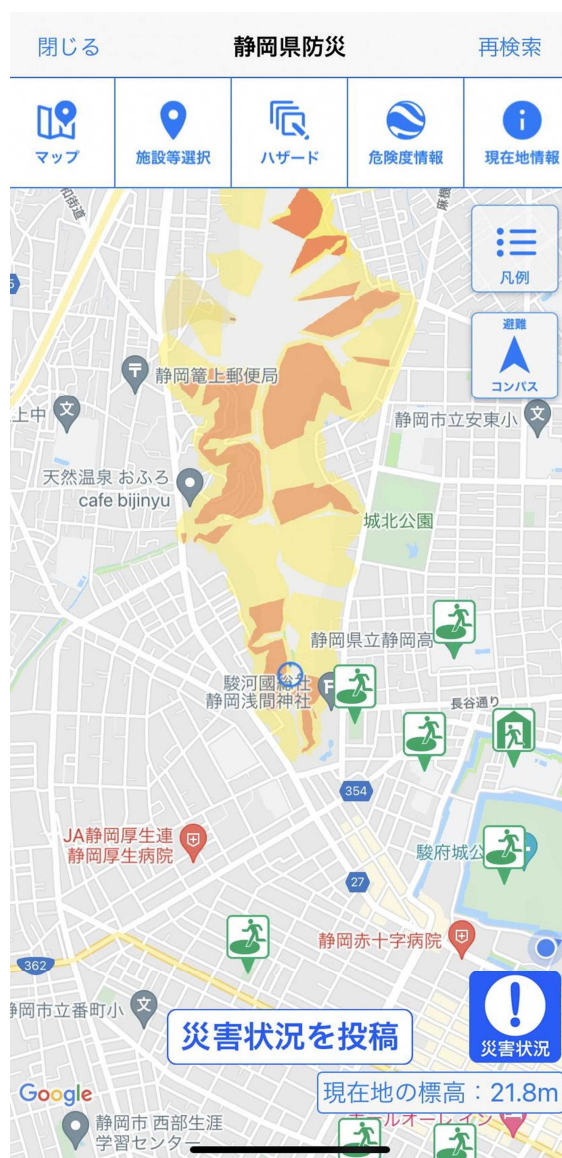 閉じる
静岡県防災
再検索
マップ
施設等選択
ハザード
危険度情報
現在地情報
和街道
麻機
凡例
避難
コンパス
静岡篭上郵便局
上中
静岡市立安東小
天然温泉 おふろ
cafe bijinyu
城北公園
静岡県立静岡高
駿河國総社
静岡浅間神社
長谷通り
354
JA静岡厚生連
静岡厚生病院
駿府城公
27
静岡赤十字病院
362
静岡市立番町小
災害状況を投稿
災害状況
Google
現在地の標高:21.8m
静岡市 西部生涯
学習センター